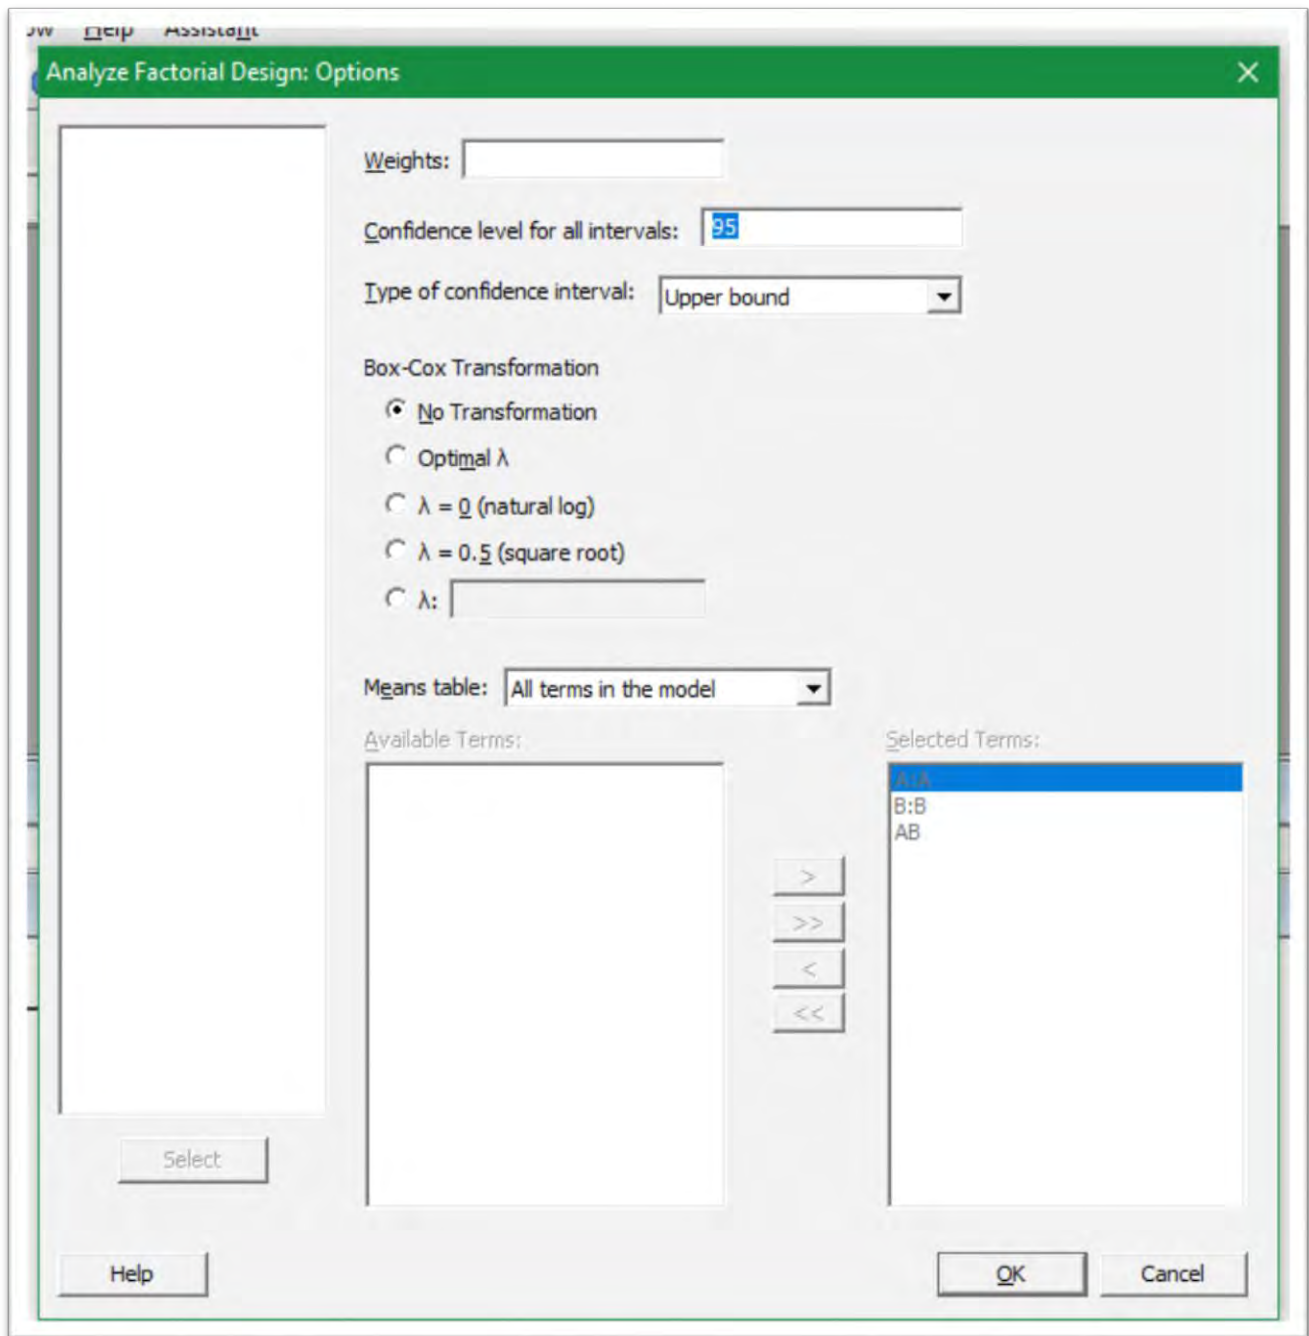 Help Assistant
Analyze Factorial Design: Options
Weights:
Confidence level for all intervals: 95
Type of confidence interval: Upper bound
Box-Cox Transformation
No Transformation
Optimal λ
λ = 0 (natural log)
λ = 0.5 (square root)
λ:
Means table: All terms in the model
Available Terms:
Selected Terms:
A:A
B:B
AB
>
>>
<
<<
Select
Help
OK
Cancel